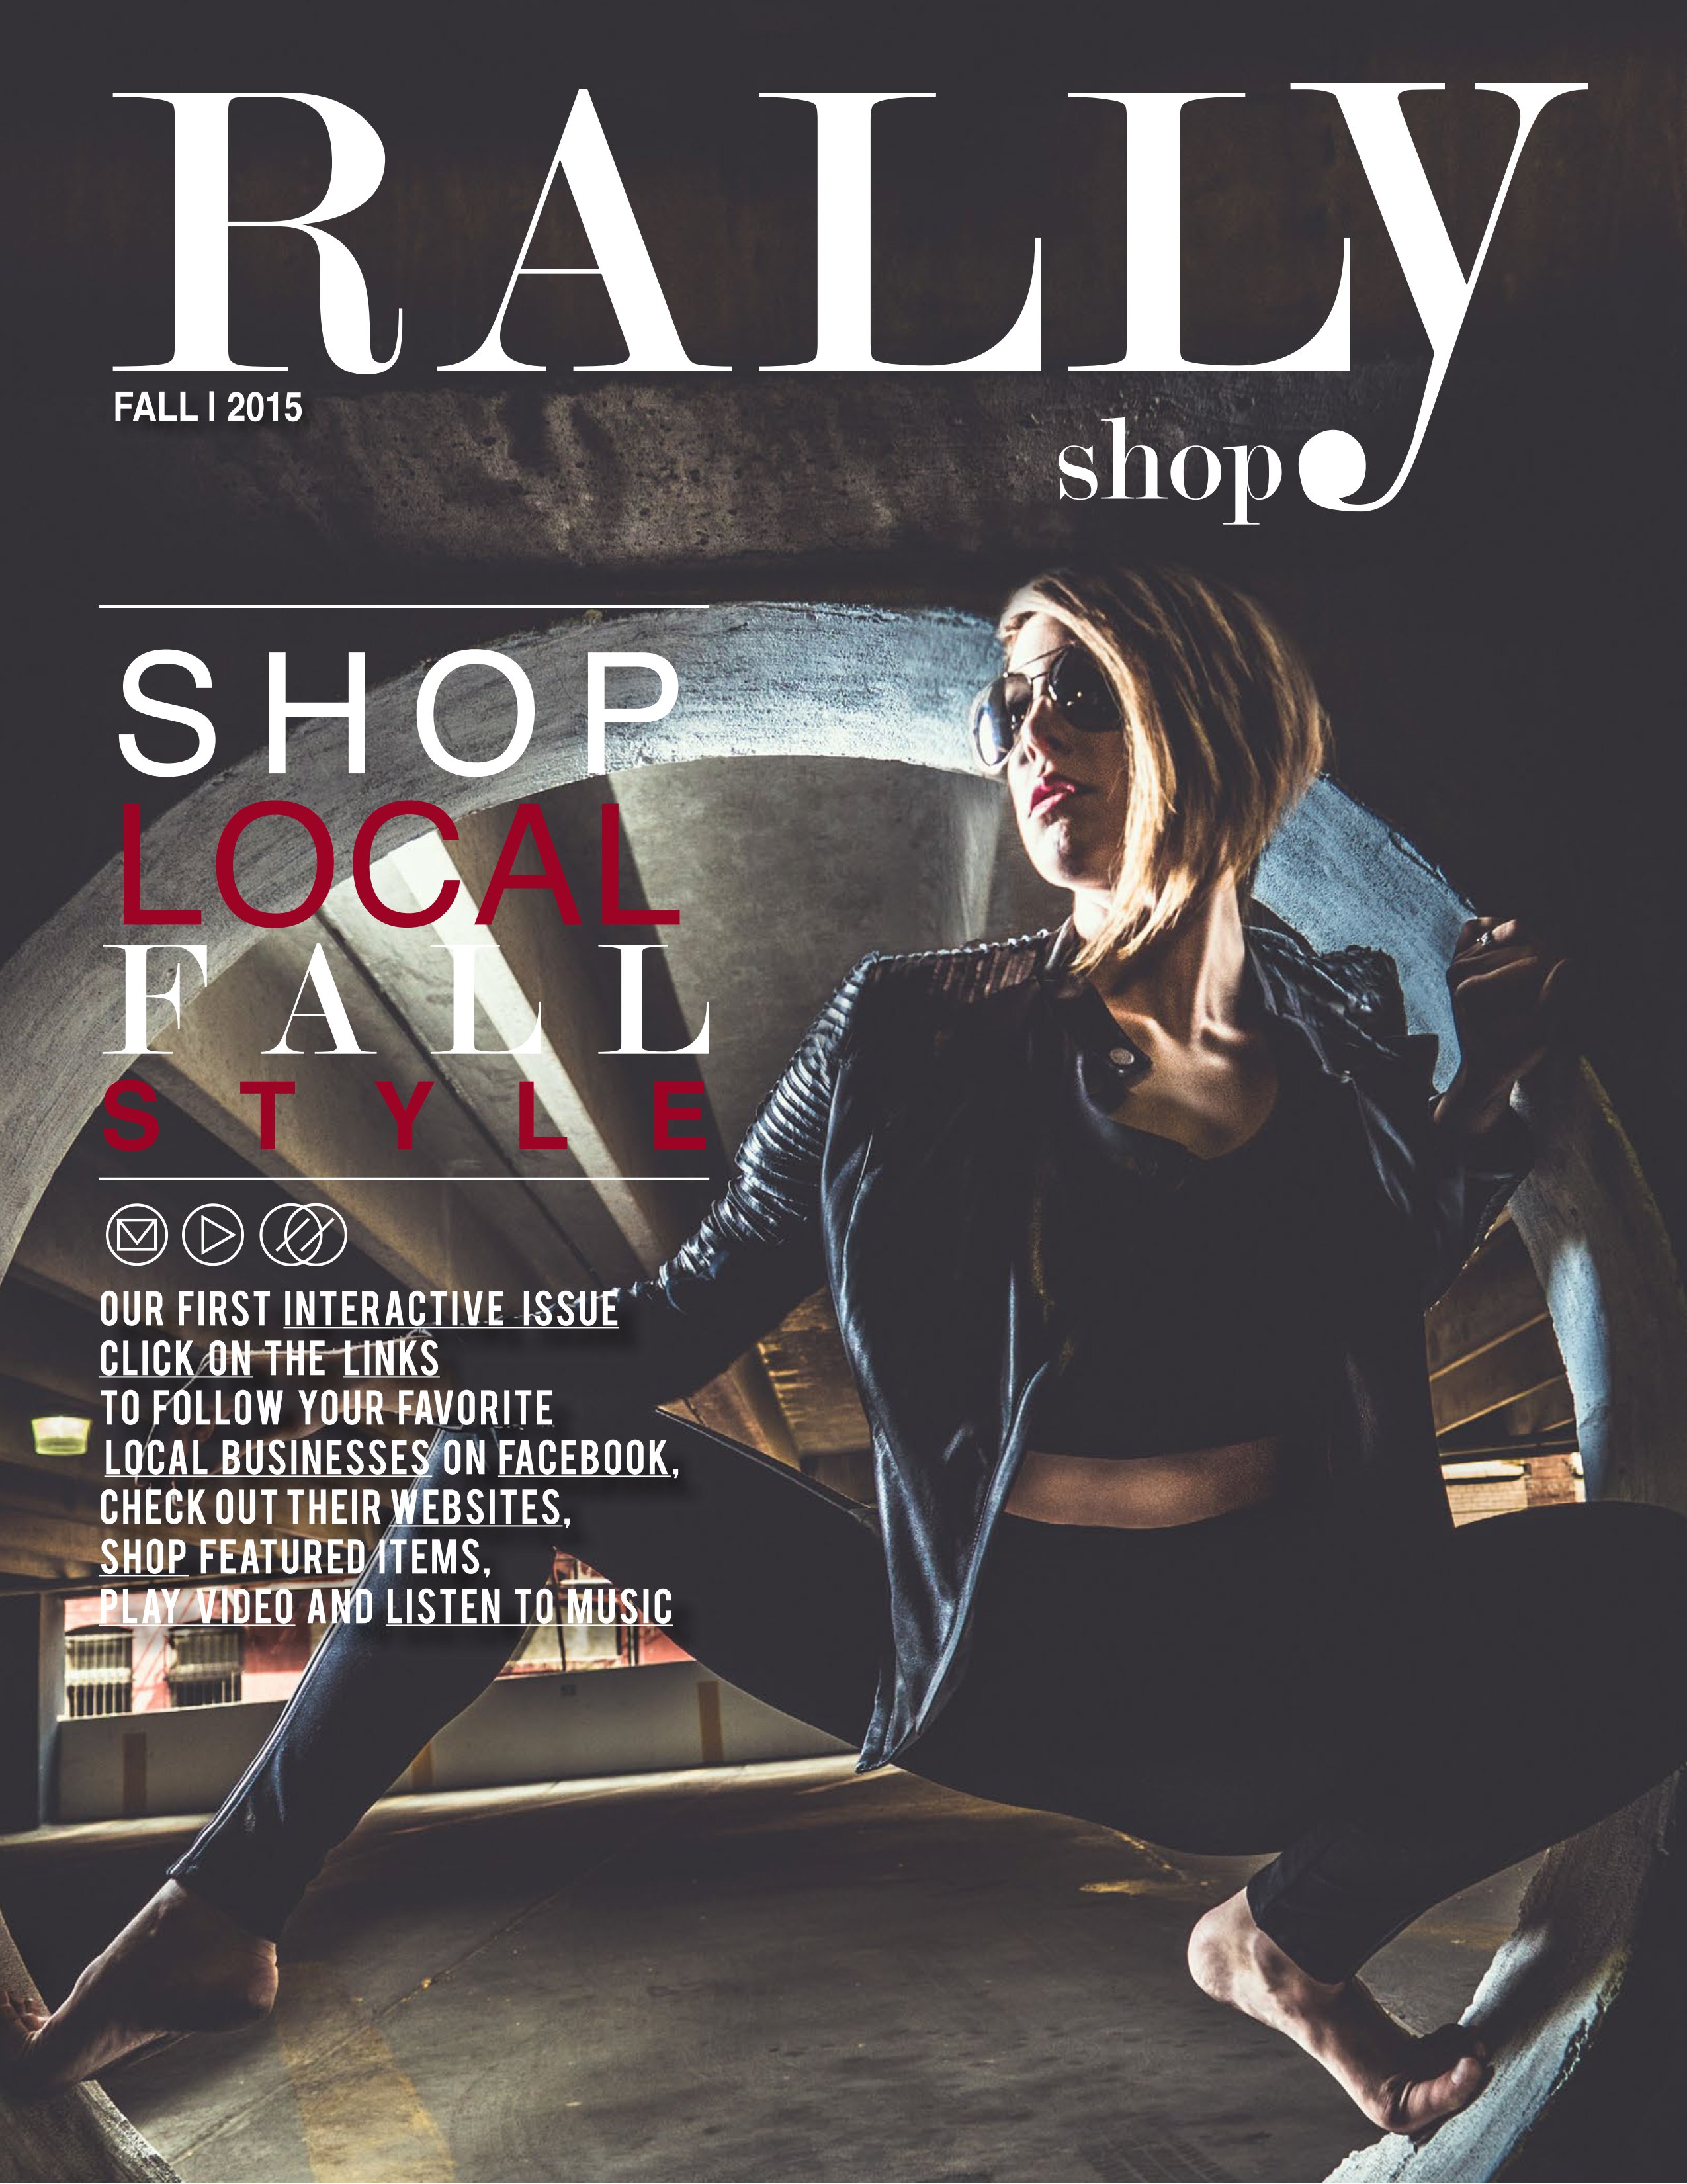 RALLy
FALL | 2015
shop
SHOP
LOCAL
FALL
STYLE
OUR FIRST INTERACTIVE ISSUE
CLICK ON THE LINKS
TO FOLLOW YOUR FAVORITE
LOCAL BUSINESSES ON FACEBOOK,
CHECK OUT THEIR WEBSITES,
SHOP FEATURED ITEMS,
PLAY VIDEO AND LISTEN TO MUSIC